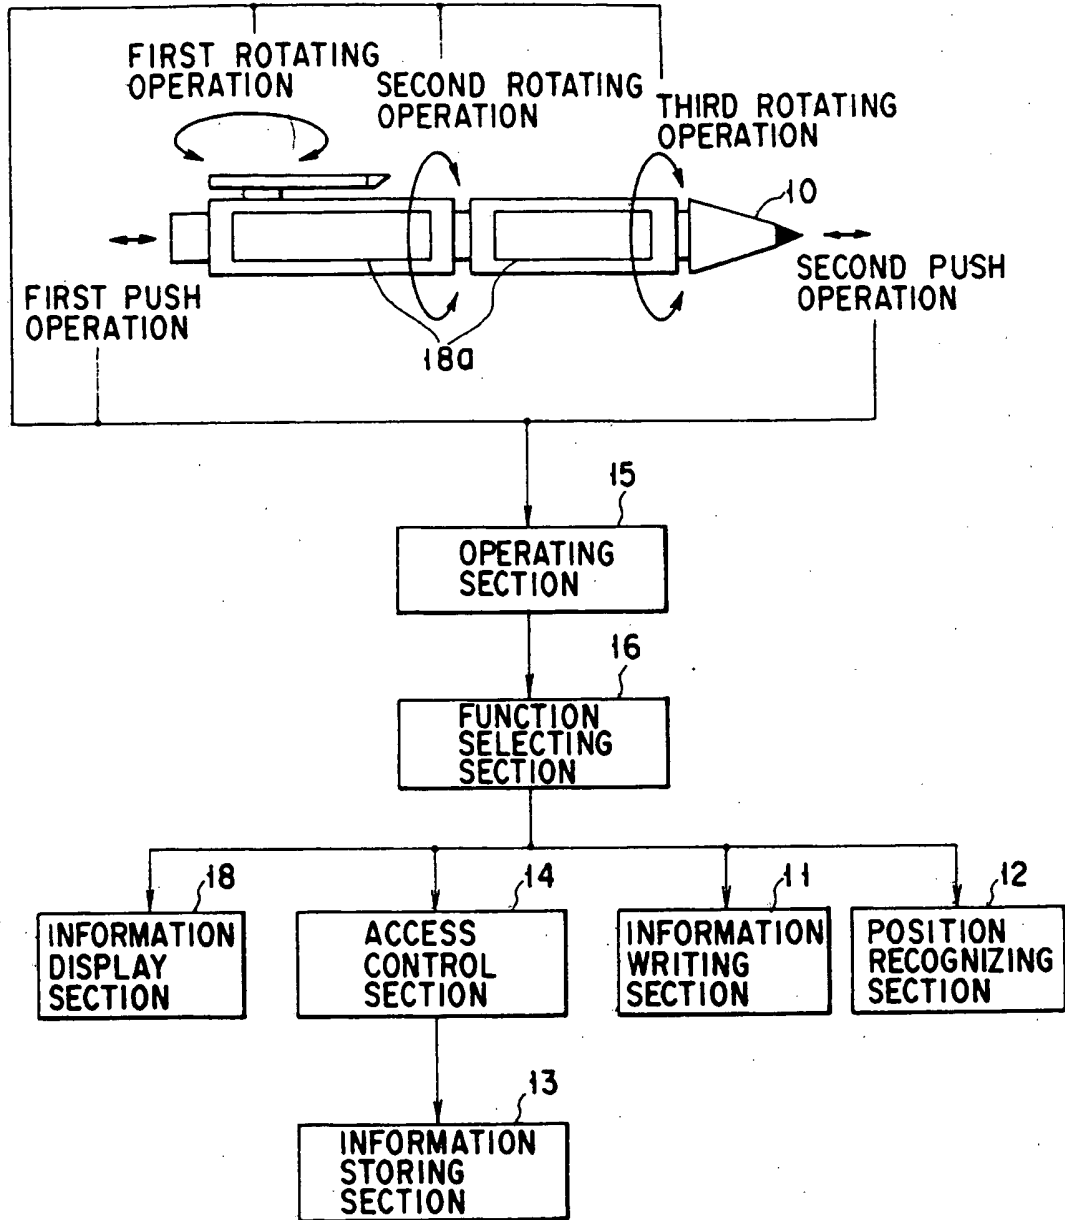 FIRST ROTATING
OPERATION
SECOND ROTATING
OPERATION
THIRD ROTATING
OPERATION
10
FIRST PUSH
OPERATION
SECOND PUSH
OPERATION
18a
15
OPERATING
SECTION
16
FUNCTION
SELECTING
SECTION
18
INFORMATION
DISPLAY
SECTION
14
ACCESS
CONTROL
SECTION
11
INFORMATION
WRITING
SECTION
12
POSITION
RECOGNIZING
SECTION
13
INFORMATION
STORING
SECTION